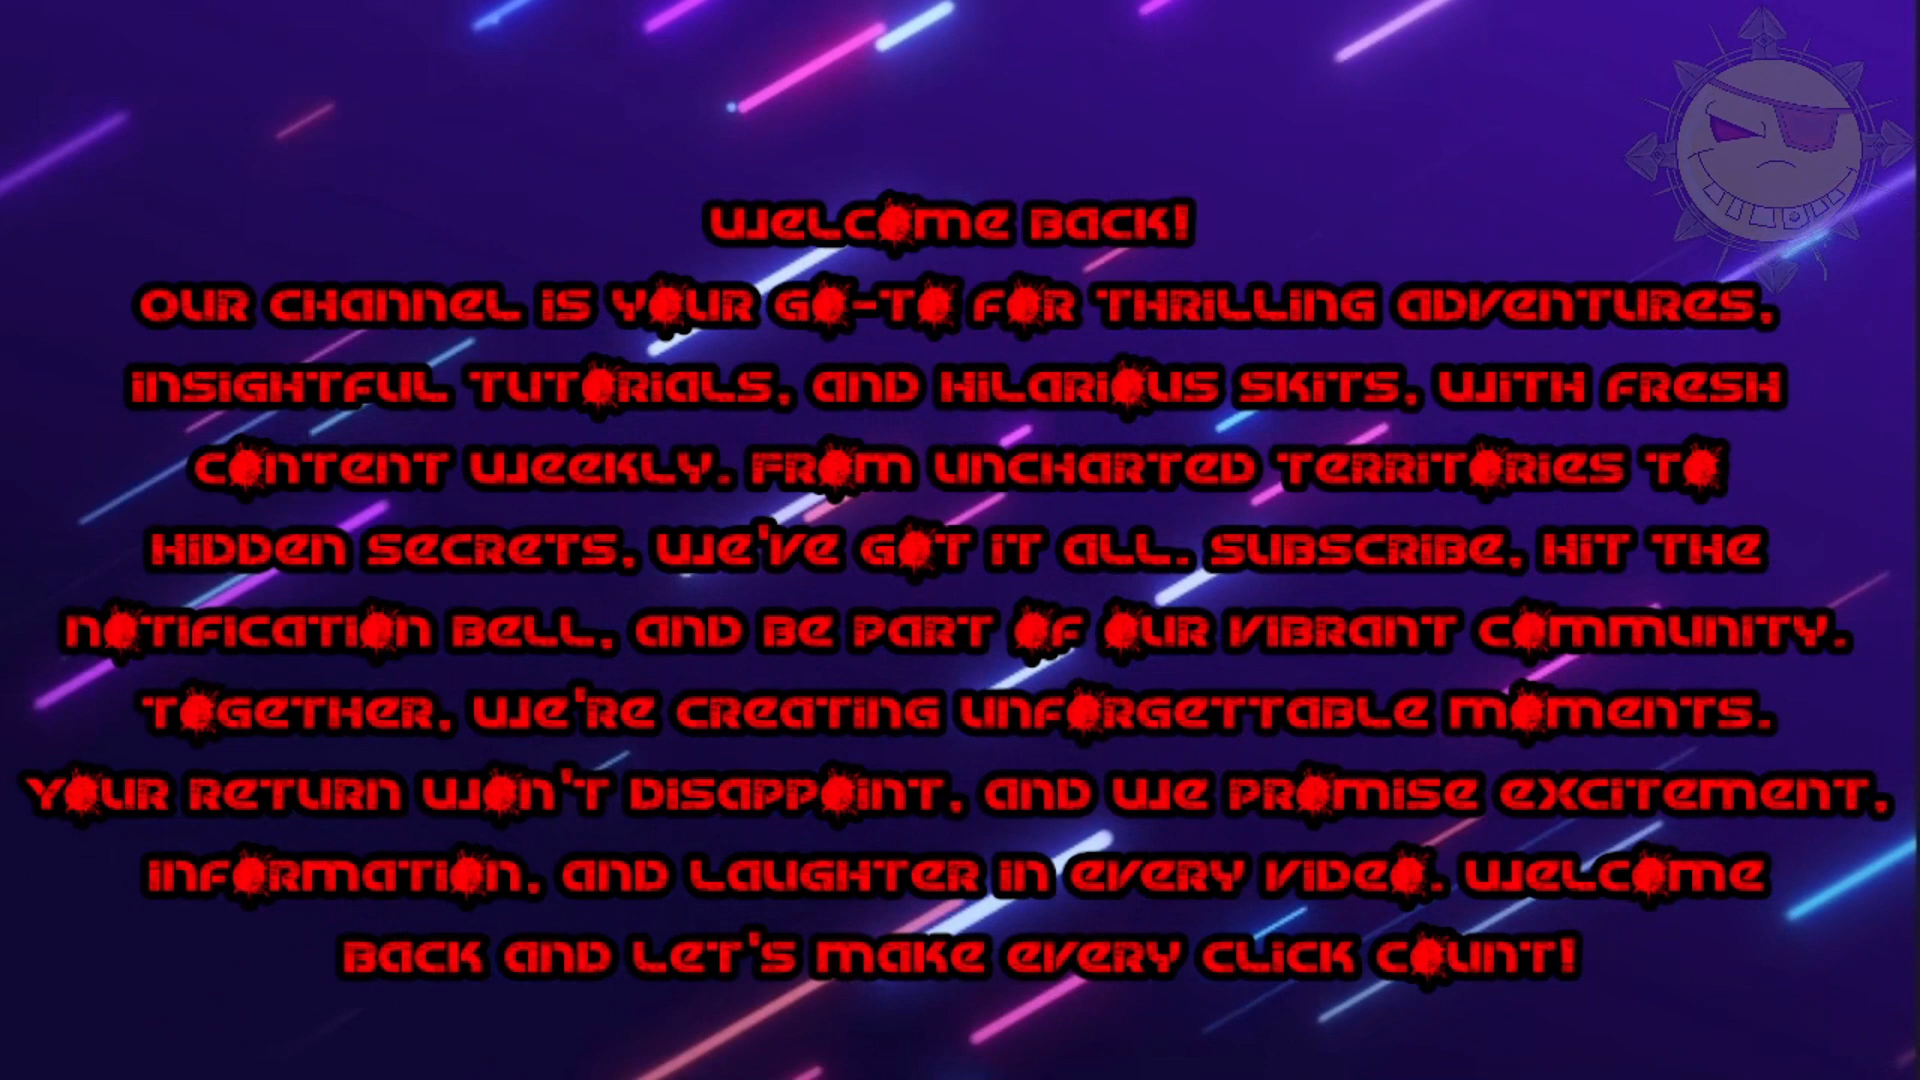 WELCOME BACK!
OUR CHANNEL IS YOUR GO-TO FOR THRILLING ADVENTURES,
INSIGHTFUL TUTORIALS, AND HILARIOUS SKITS, WITH FRESH
CONTENT WEEKLY. FROM UNCHARTED TERRITORIES TO
HIDDEN SECRETS, WE'VE GOT IT ALL. SUBSCRIBE, HIT THE
NOTIFICATION BELL, AND BE PART OF OUR VIBRANT COMMUNITY.
TOGETHER, WE'RE CREATING UNFORGETTABLE MOMENTS.
YOUR RETURN WON'T DISAPPOINT, AND WE PROMISE EXCITEMENT,
INFORMATION, AND LAUGHTER IN EVERY VIDEO. WELCOME
BACK AND LET'S MAKE EVERY CLICK COUNT!